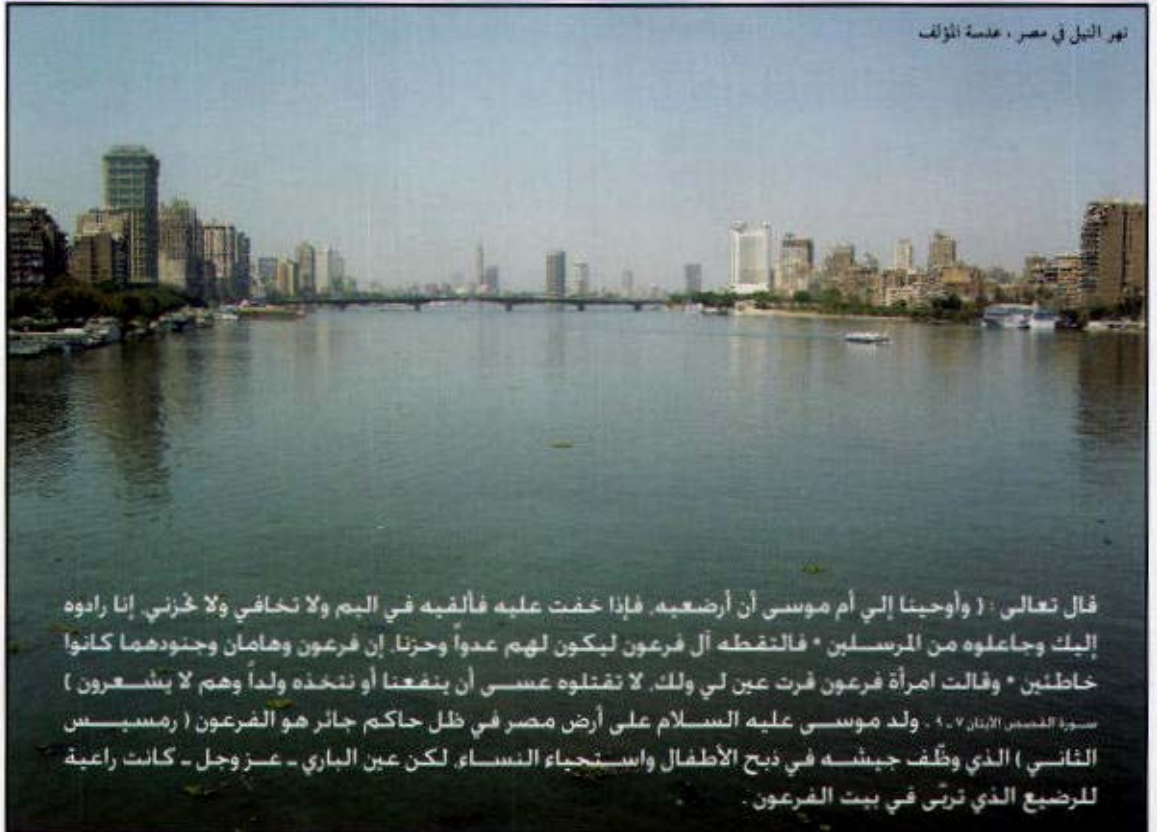 نهر النيل في مصر ، عدسة المؤلف
قال تعالى : ( وأوحينا إلي أم موسى أن أرضعيه. فإذا خفت عليه فألقيه في اليم ولا تخافي ولا تحزني. إنا رادوه
إليك وجاعلوه من المرسلين * فالتقطه آل فرعون ليكون لهم عدواً وحزنا. إن فرعون وهامان وجنودهما كانوا
خاطئين * وقالت امرأة فرعون قرت عين لي ولك. لا تقتلوه عسى أن ينفعنا أو نتخذه ولداً وهم لا يشعرون )
سورة القصص الآيتان ٧ـ٩ . ولد موسى عليه السلام على أرض مصر في ظل حاكم جائر هو الفرعون ( رمسيس
الثاني ) الذي وظّف جيشه في ذبح الأطفال واستحياء النساء. لكن عين الباري ـ عز وجل ـ كانت راعية
للرضيع الذي تربّى في بيت الفرعون .